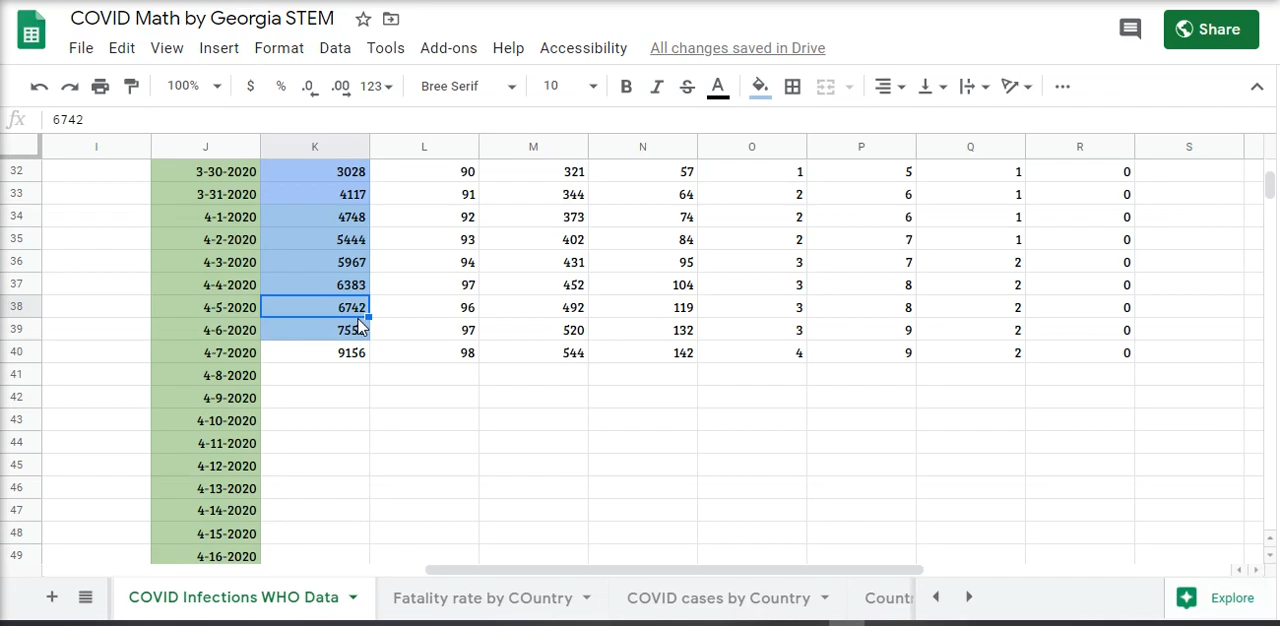 COVID Math by Georgia STEM
File Edit View Insert Format Data Tools Add-ons Help Accessibility All changes saved in Drive
Share
100% $ % .0 .00 123 Bree Serif 10 B I S A
fx 6742
I J K L M N O P Q R S
32 3-30-2020 3028 90 321 57 1 5 1 0
33 3-31-2020 4117 91 344 64 2 6 1 0
34 4-1-2020 4748 92 373 74 2 6 1 0
35 4-2-2020 5444 93 402 84 2 7 1 0
36 4-3-2020 5967 94 431 95 3 7 2 0
37 4-4-2020 6383 97 452 104 3 8 2 0
38 4-5-2020 6742 96 492 119 3 8 2 0
39 4-6-2020 97 520 132 3 9 2 0
40 4-7-2020 9156 98 544 142 4 9 2 0
41 4-8-2020
42 4-9-2020
43 4-10-2020
44 4-11-2020
45 4-12-2020
46 4-13-2020
47 4-14-2020
48 4-15-2020
49 4-16-2020
+ COVID Infections WHO Data Fatality rate by COuntry COVID cases by Country Explore